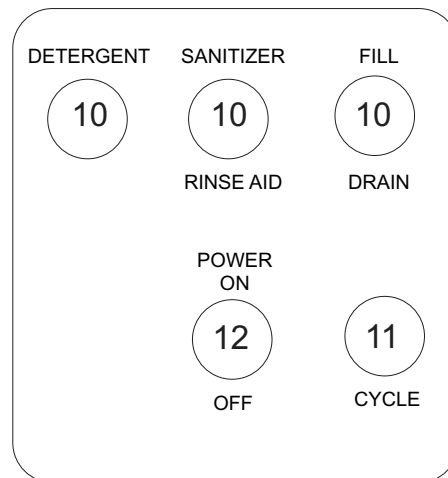 DETERGENT SANITIZER FILL
10 10 10
RINSE AID DRAIN
POWER
ON
12 11
OFF CYCLE